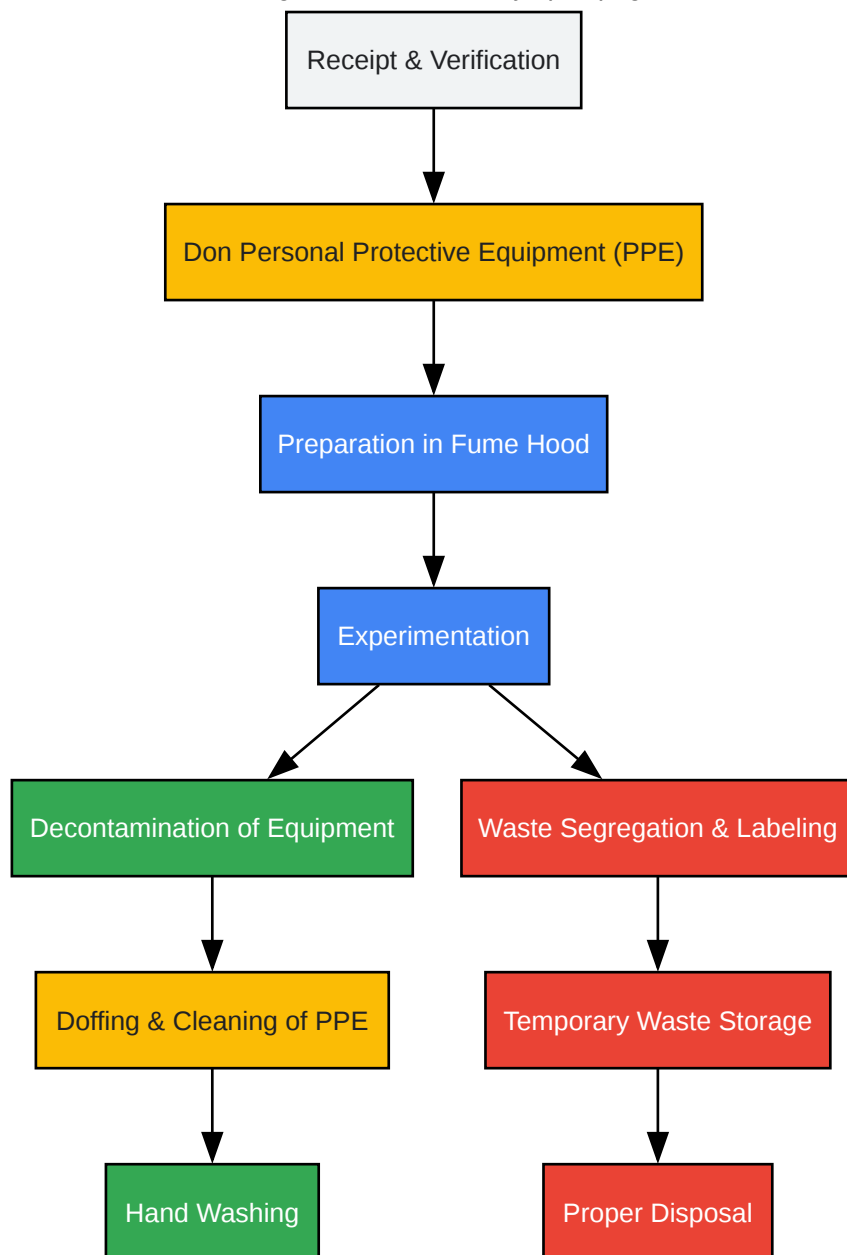 Receipt & Verification
Don Personal Protective Equipment (PPE)
Preparation in Fume Hood
Experimentation
Decontamination of Equipment
Waste Segregation & Labeling
Doffing & Cleaning of PPE
Temporary Waste Storage
Hand Washing
Proper Disposal